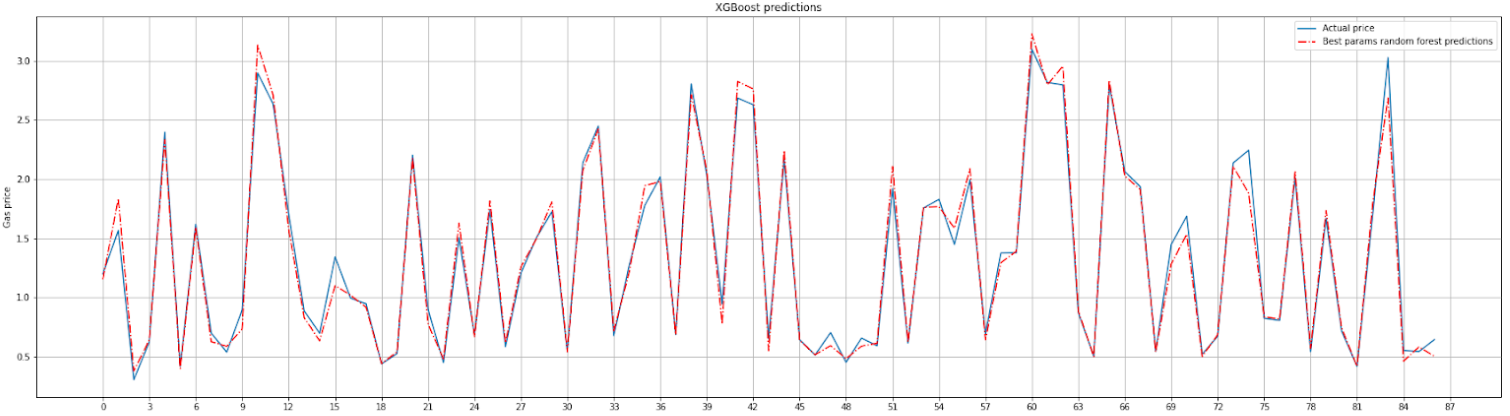 XGBoost predictions
Actual price
Best params random forest predictions
Gas price
3.0
2.5
2.0
1.5
1.0
0.5
0 3 6 9 12 15 18 21 24 27 30 33 36 39 42 45 48 51 54 57 60 63 66 69 72 75 78 81 84 87